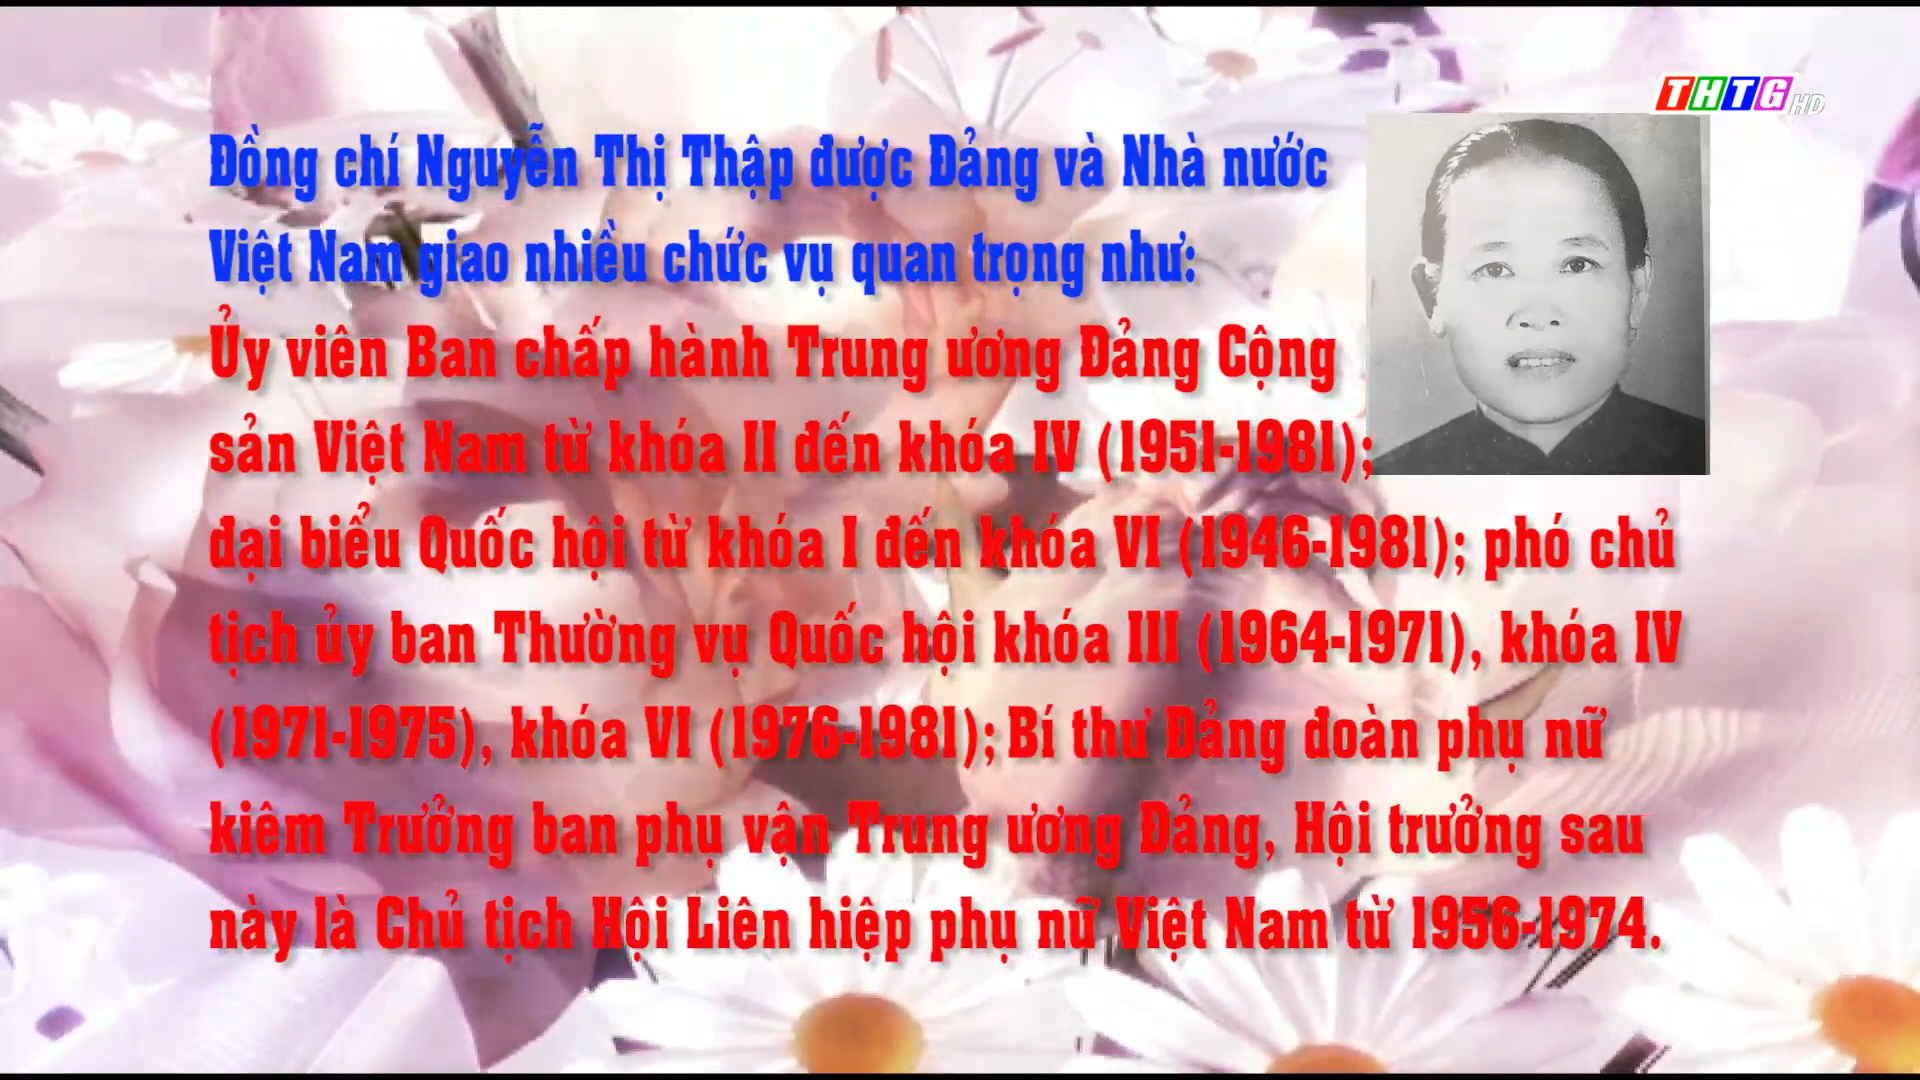 THTG HD
Đồng chí Nguyễn Thị Thập được Đảng và Nhà nước
Việt Nam giao nhiều chức vụ quan trọng như:
Ủy viên Ban chấp hành Trung ương Đảng Cộng
sản Việt Nam từ khóa II đến khóa IV (1951-1981);
đại biểu Quốc hội từ khóa I đến khóa VI (1946-1981); phó chủ
tịch ủy ban Thường vụ Quốc hội khóa III (1964-1971), khóa IV
(1971-1975), khóa VI (1976-1981); Bí thư Đảng đoàn phụ nữ
kiêm Trưởng ban phụ vận Trung ương Đảng, Hội trưởng sau
này là Chủ tịch Hội Liên hiệp phụ nữ Việt Nam từ 1956-1974.